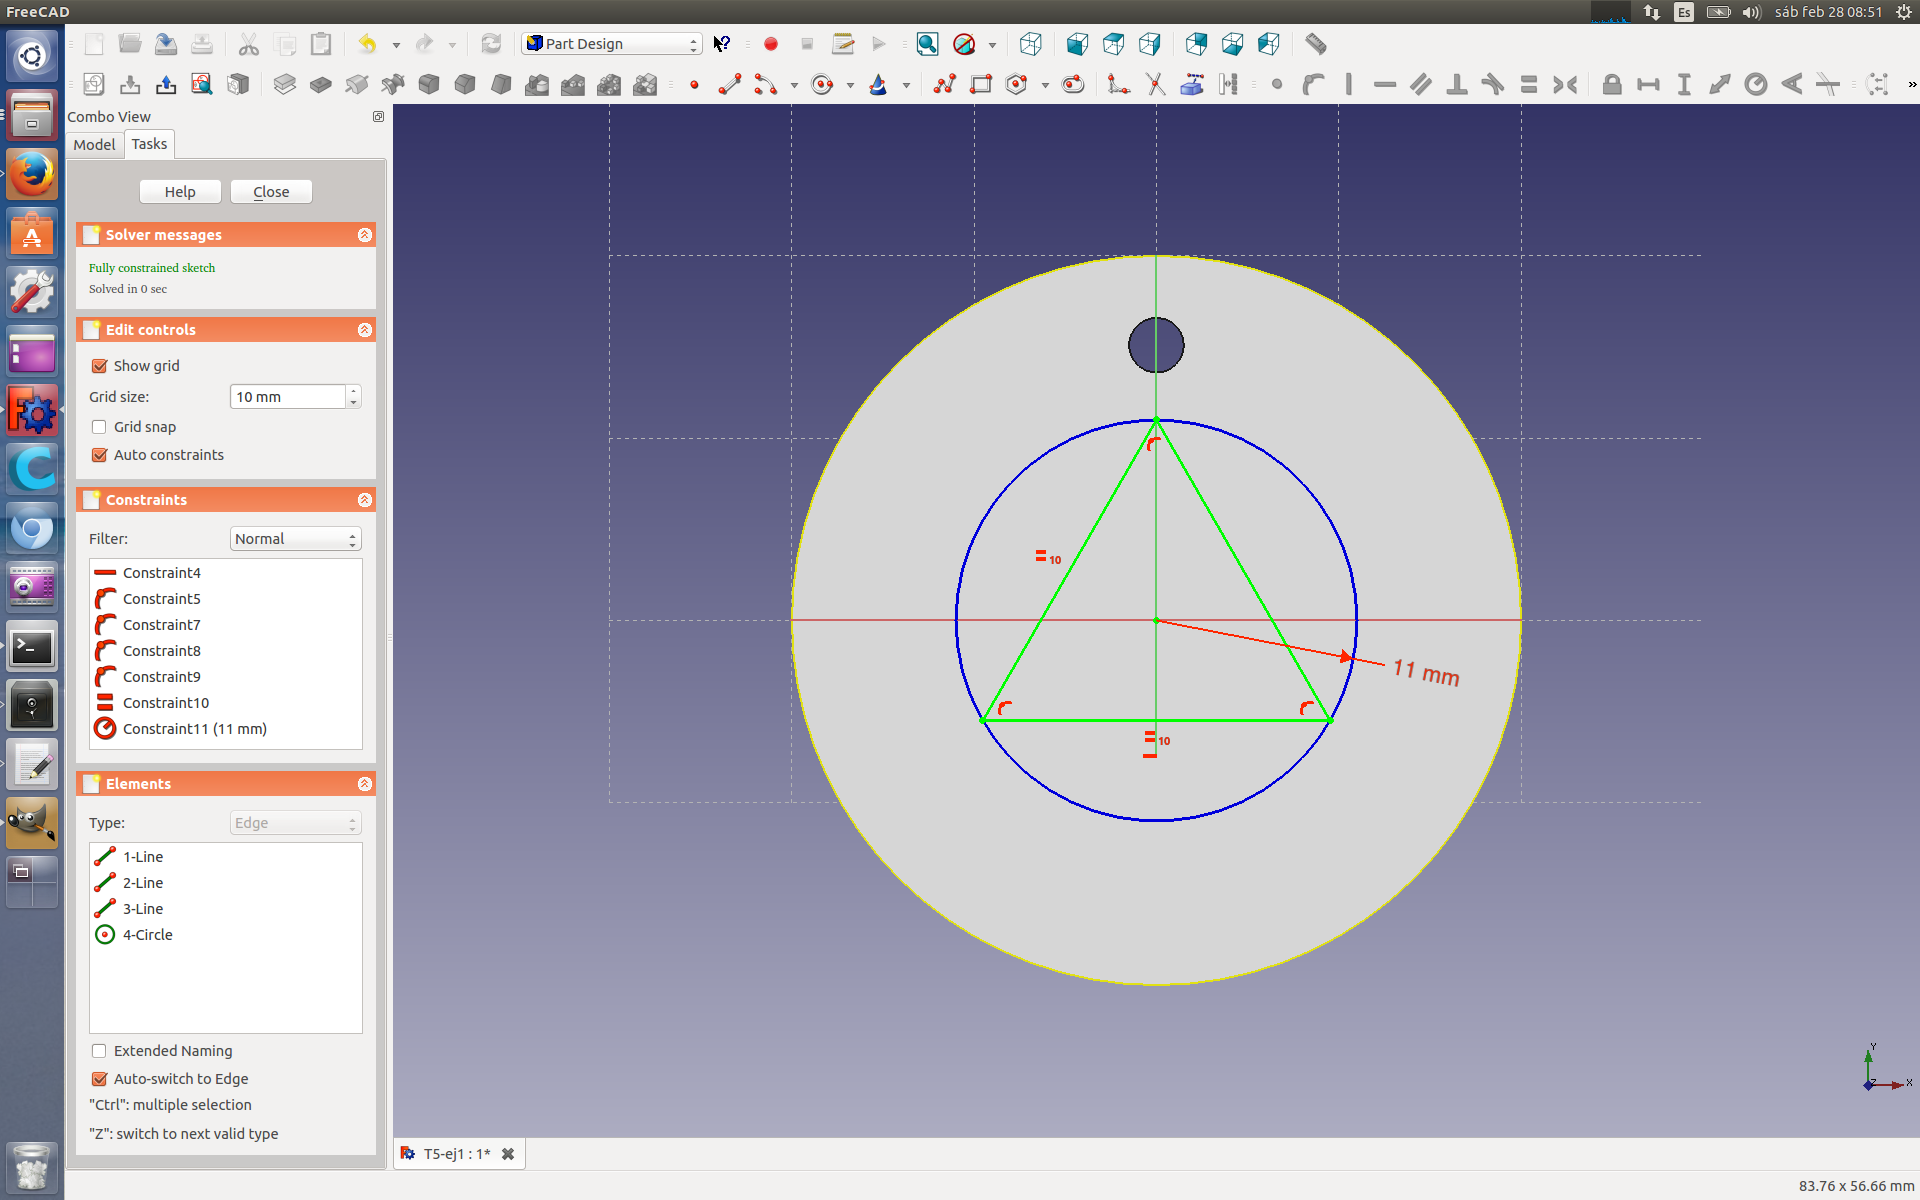 FreeCAD
Es
sáb feb 28 08:51
Part Design
»
Combo View
Model
Tasks
Help
Close
Solver messages
Fully constrained sketch
Solved in 0 sec
Edit controls
Show grid
Grid size:
10 mm
Grid snap
Auto constraints
Constraints
Filter:
Normal
Constraint4
Constraint5
Constraint7
Constraint8
Constraint9
Constraint10
Constraint11 (11 mm)
Elements
Type:
Edge
1-Line
2-Line
3-Line
4-Circle
Extended Naming
Auto-switch to Edge
"Ctrl": multiple selection
"Z": switch to next valid type
10
11 mm
10
Y
Z
X
T5-ej1 : 1*
83.76 x 56.66 mm